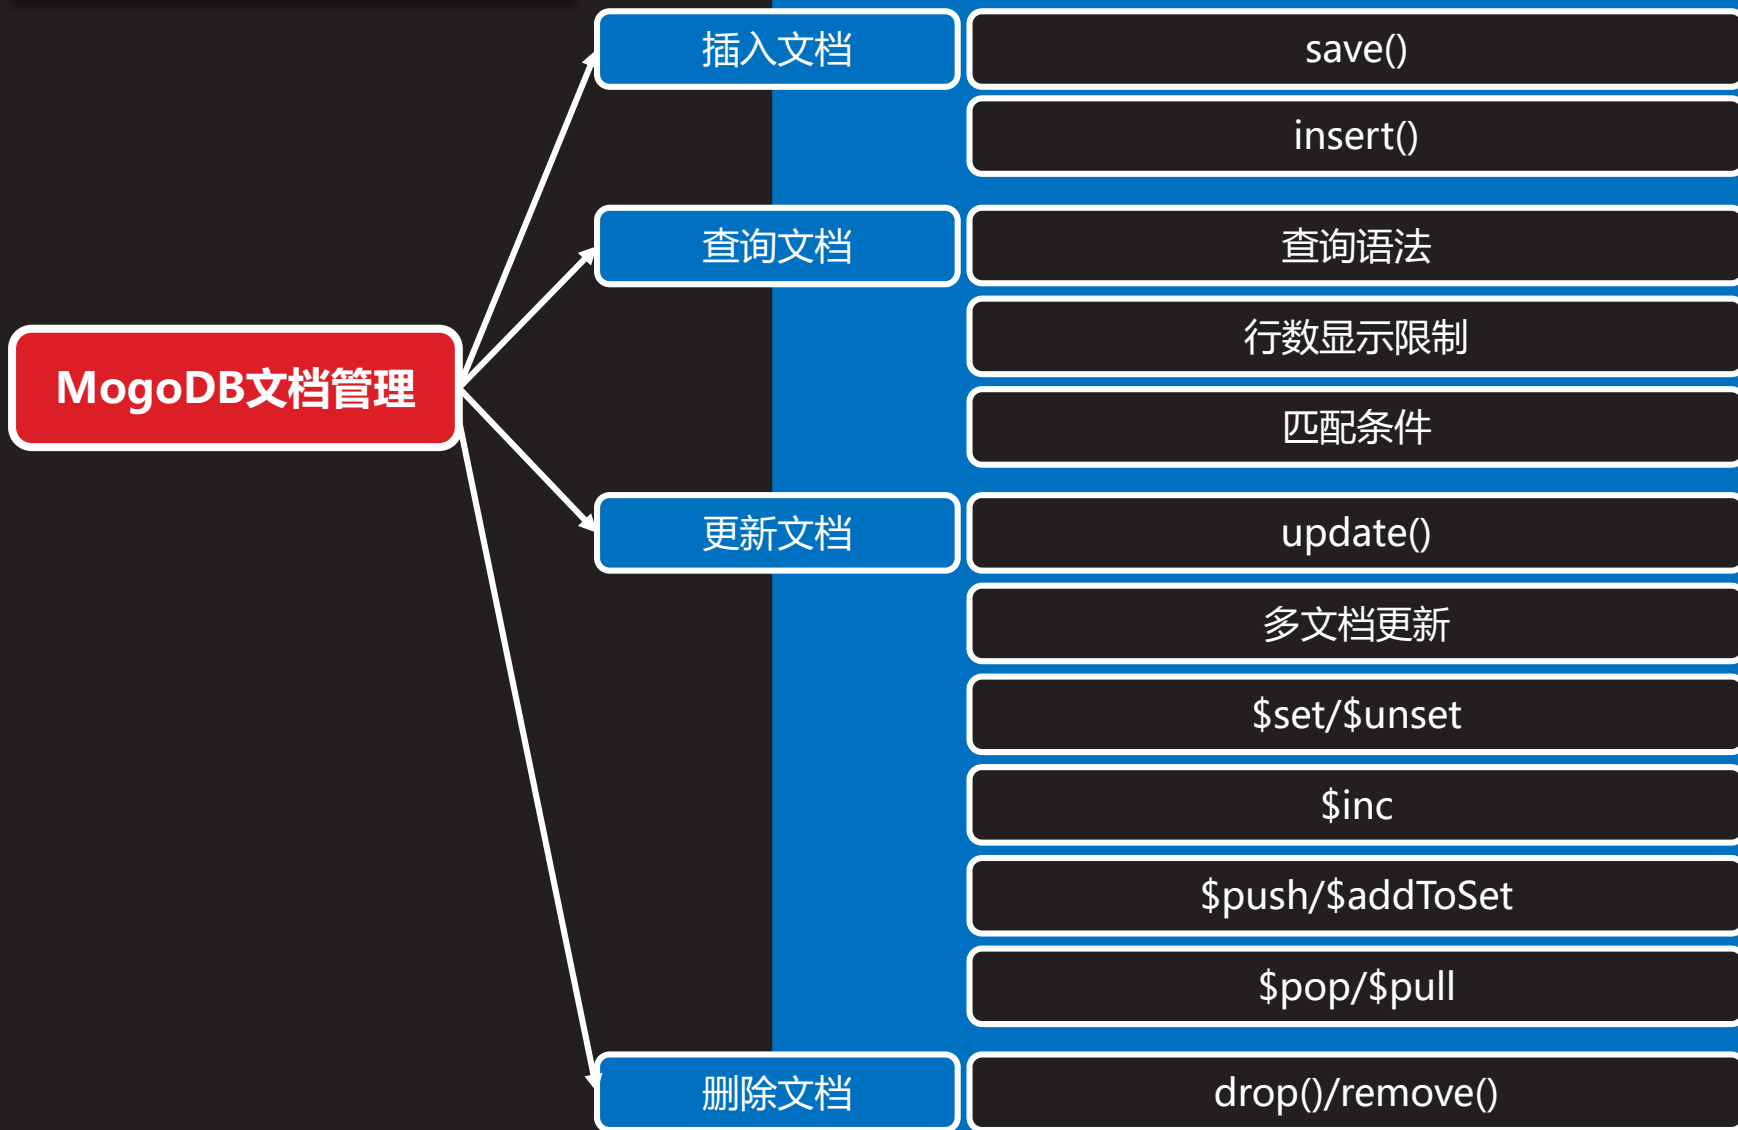 插入文档
save()
insert()
查询文档
查询语法
行数显示限制
匹配条件
MogoDB文档管理
更新文档
update()
多文档更新
$set/$unset
$inc
$push/$addToSet
$pop/$pull
删除文档
drop()/remove()